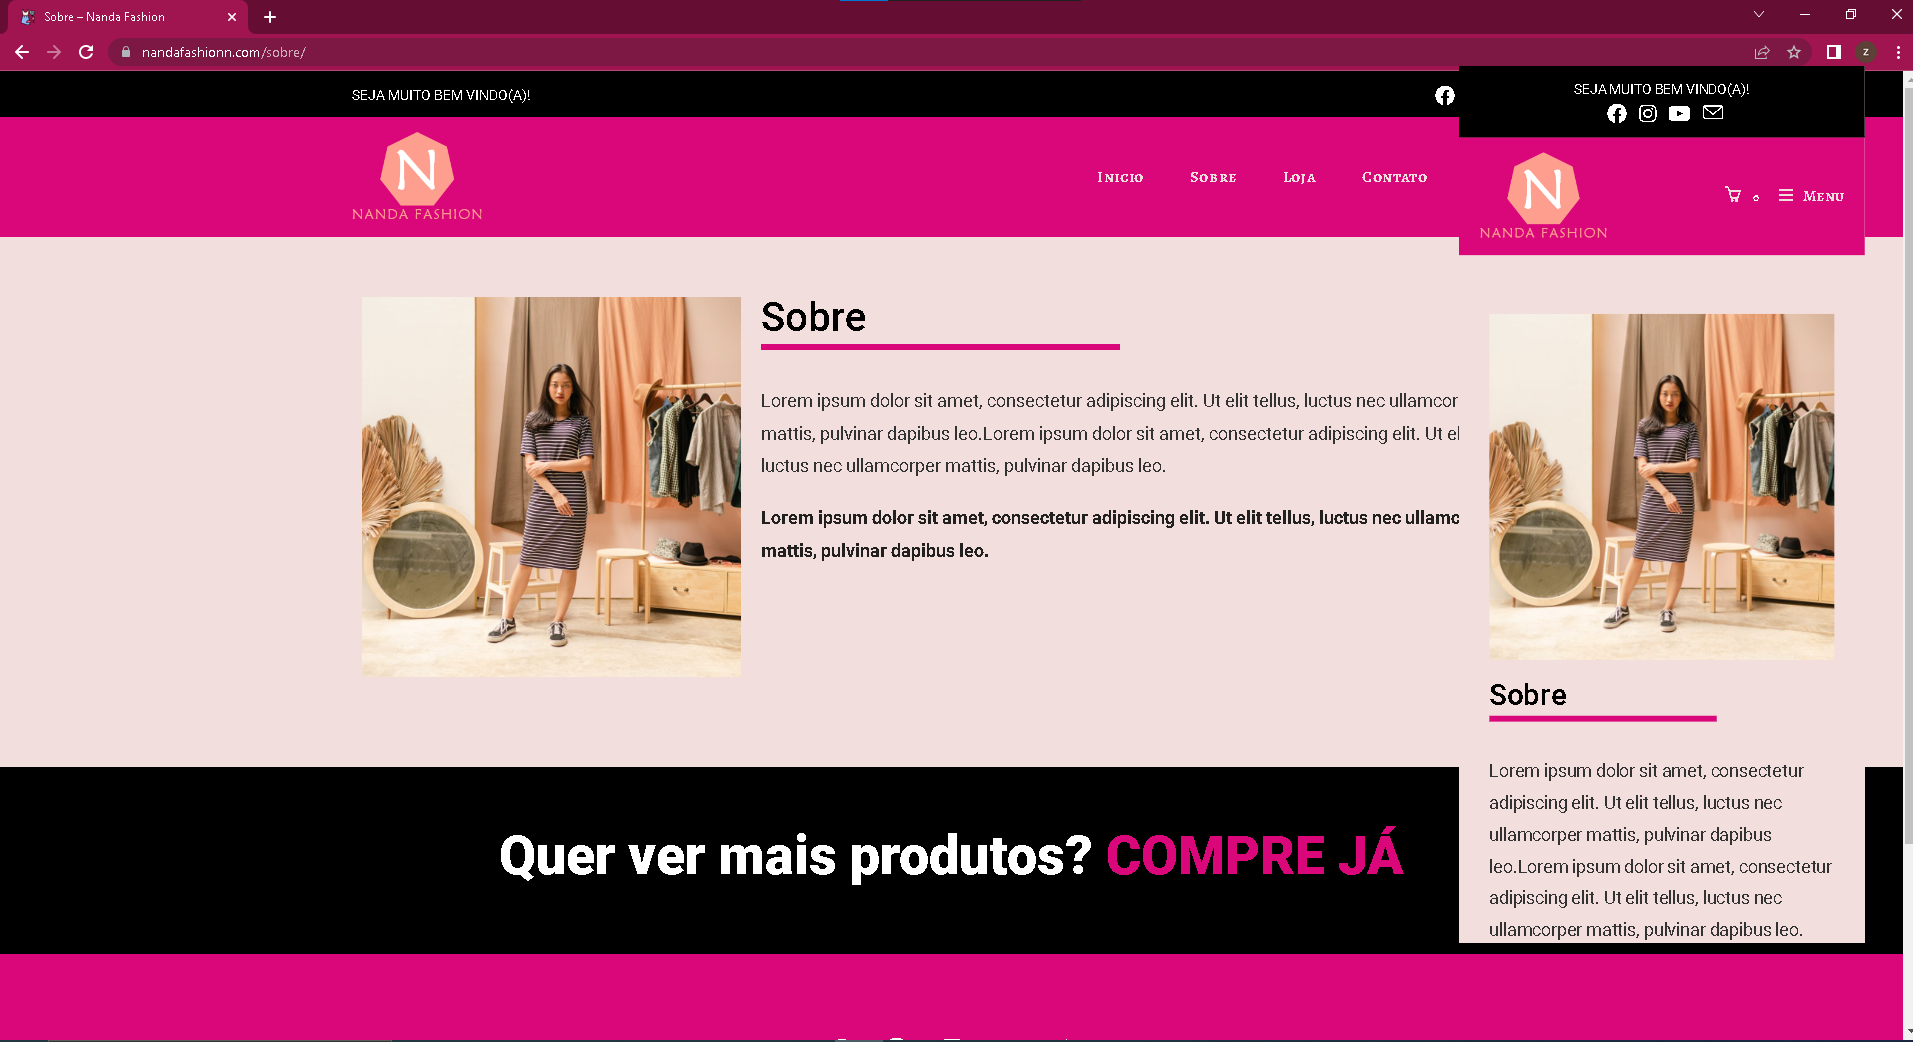 Sobre – Nanda Fashion
nandafashionn.com/sobre/
Z
SEJA MUITO BEM VINDO(A)!
N
NANDA FASHION
Inicio
Sobre
Loja
Contato
Sobre
Lorem ipsum dolor sit amet, consectetur adipiscing elit. Ut elit tellus, luctus nec ullamcor
mattis, pulvinar dapibus leo.Lorem ipsum dolor sit amet, consectetur adipiscing elit. Ut el
luctus nec ullamcorper mattis, pulvinar dapibus leo.
Lorem ipsum dolor sit amet, consectetur adipiscing elit. Ut elit tellus, luctus nec ullamc
mattis, pulvinar dapibus leo.
Quer ver mais produtos? COMPRE JÁ
SEJA MUITO BEM VINDO(A)!
N
NANDA FASHION
0
Menu
Sobre
Lorem ipsum dolor sit amet, consectetur
adipiscing elit. Ut elit tellus, luctus nec
ullamcorper mattis, pulvinar dapibus
leo.Lorem ipsum dolor sit amet, consectetur
adipiscing elit. Ut elit tellus, luctus nec
ullamcorper mattis, pulvinar dapibus leo.